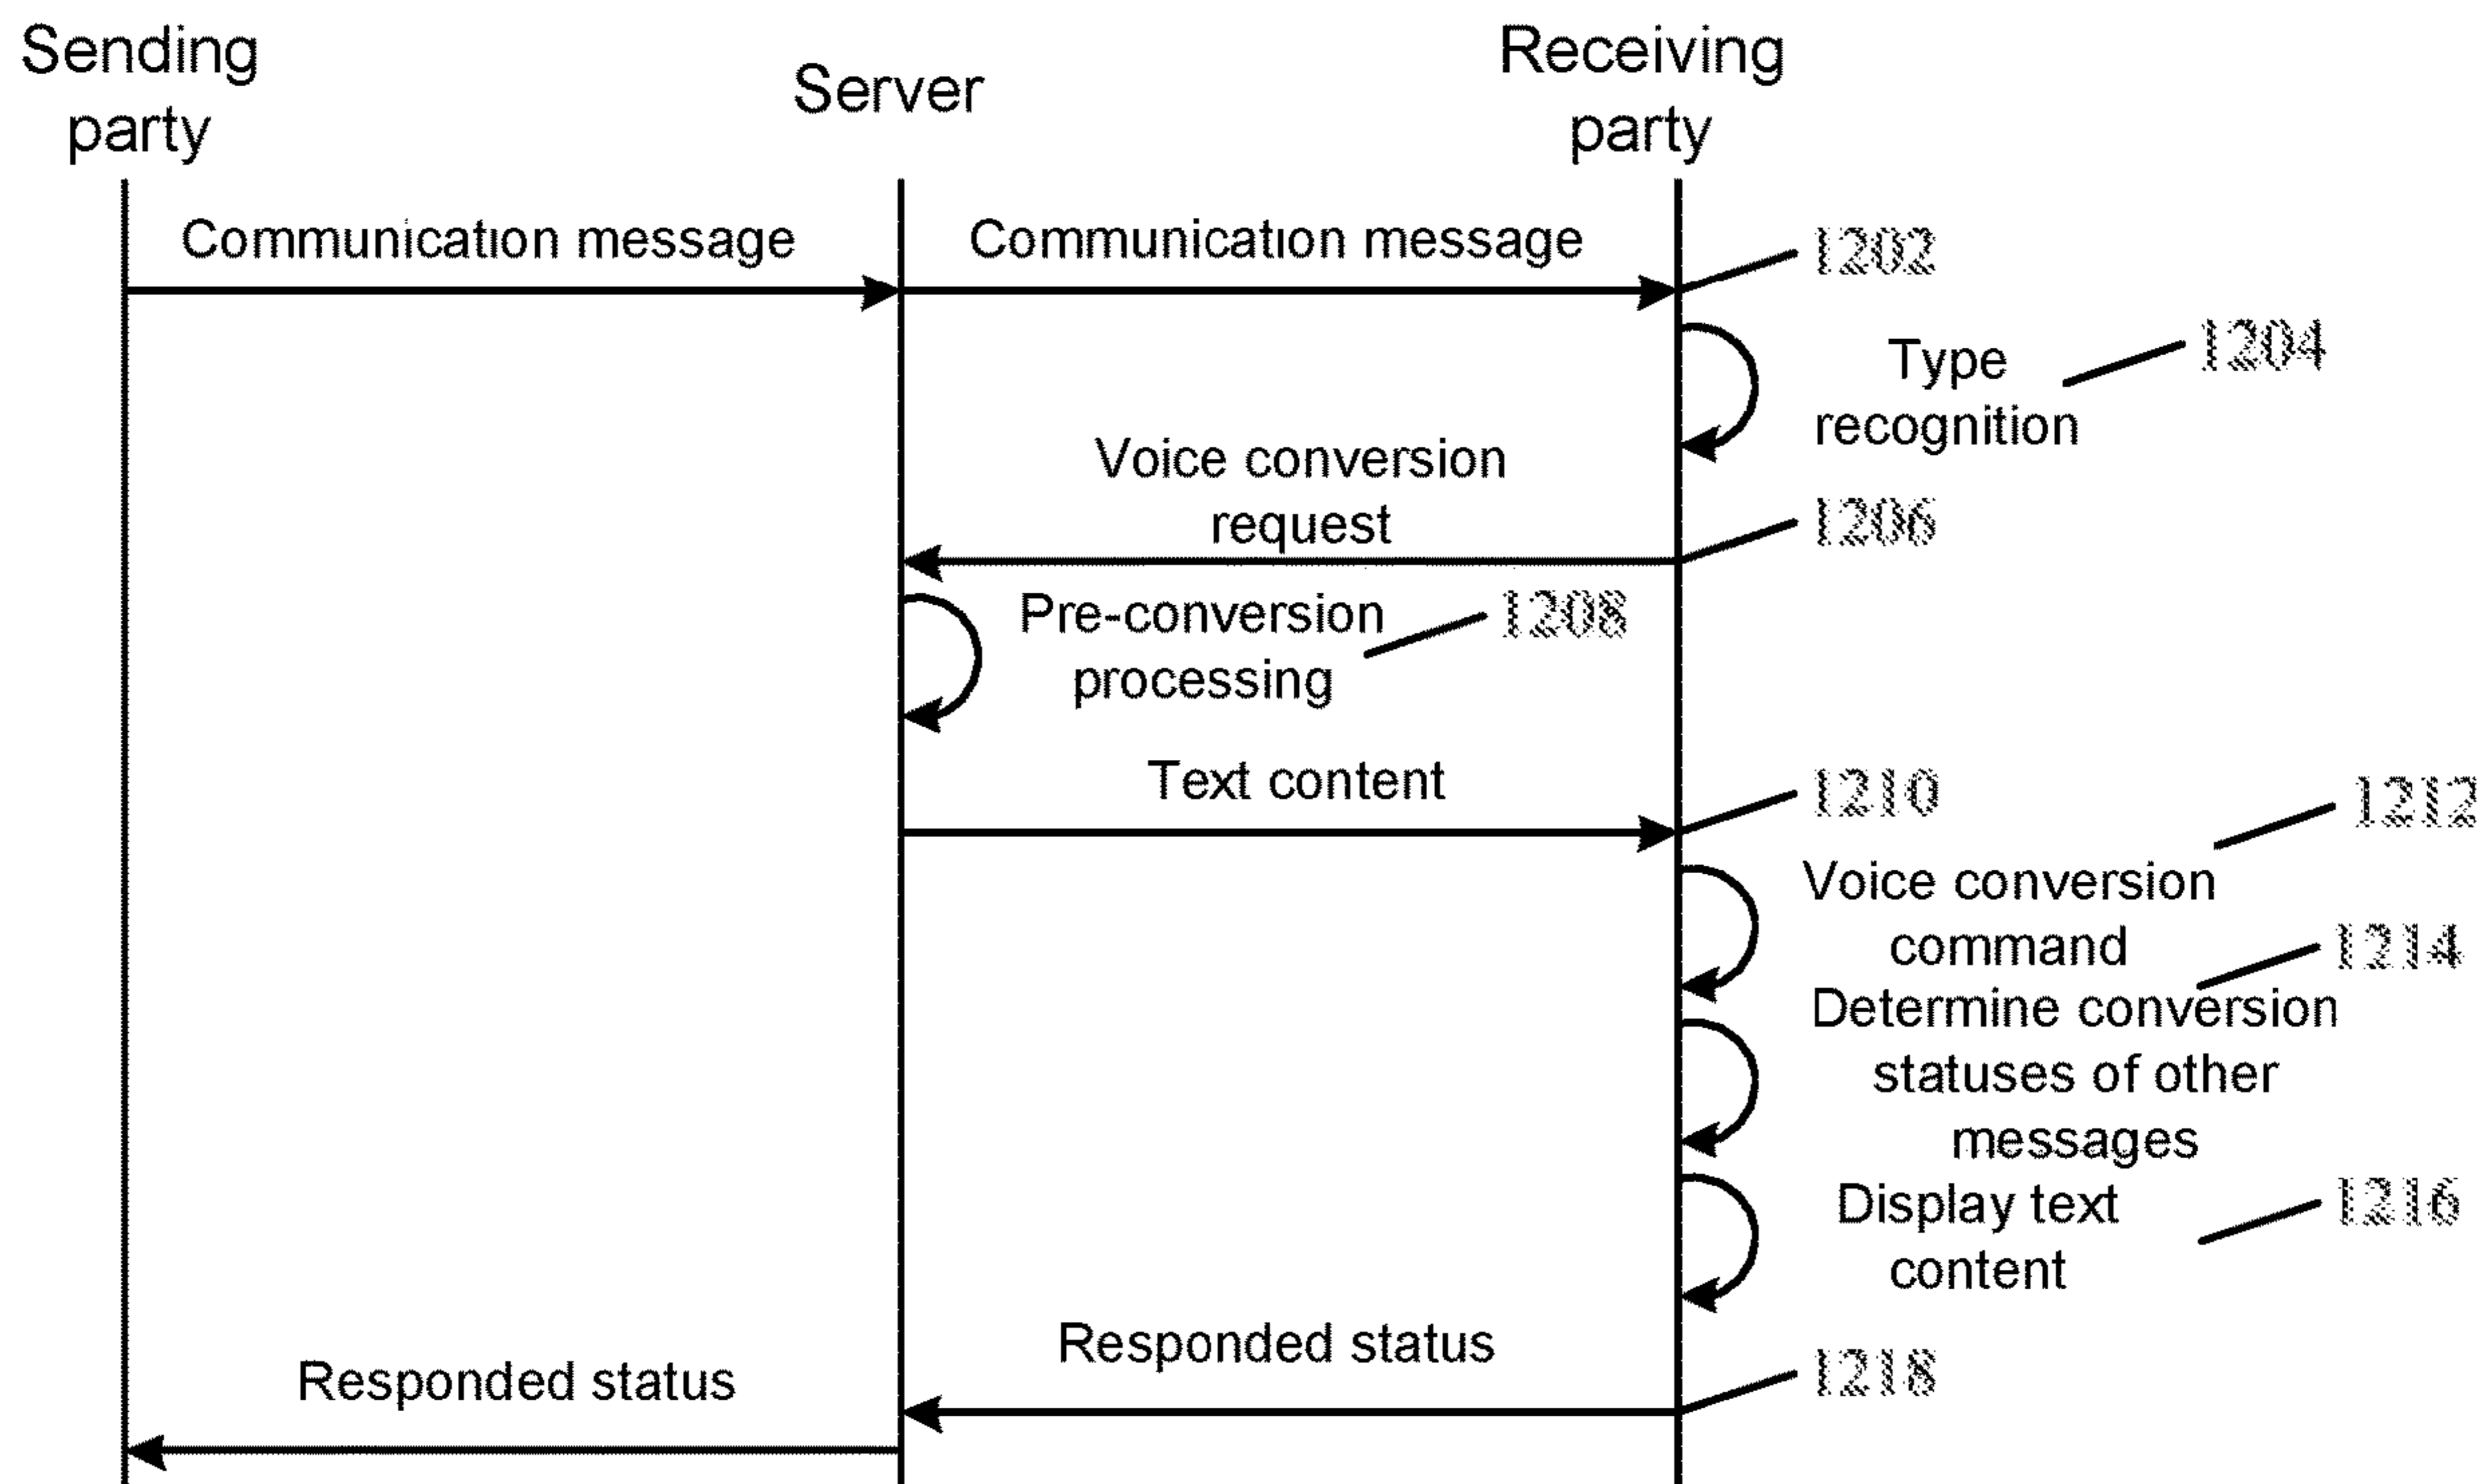 Sending
party
Server
Receiving
party
Communication message
Communication message
1202
Type
recognition
1204
Voice conversion
request
1206
Pre-conversion
processing
1208
Text content
1210
1212
Voice conversion
command
1214
Determine conversion
statuses of other
messages
Display text
content
1216
Responded status
1218
Responded status